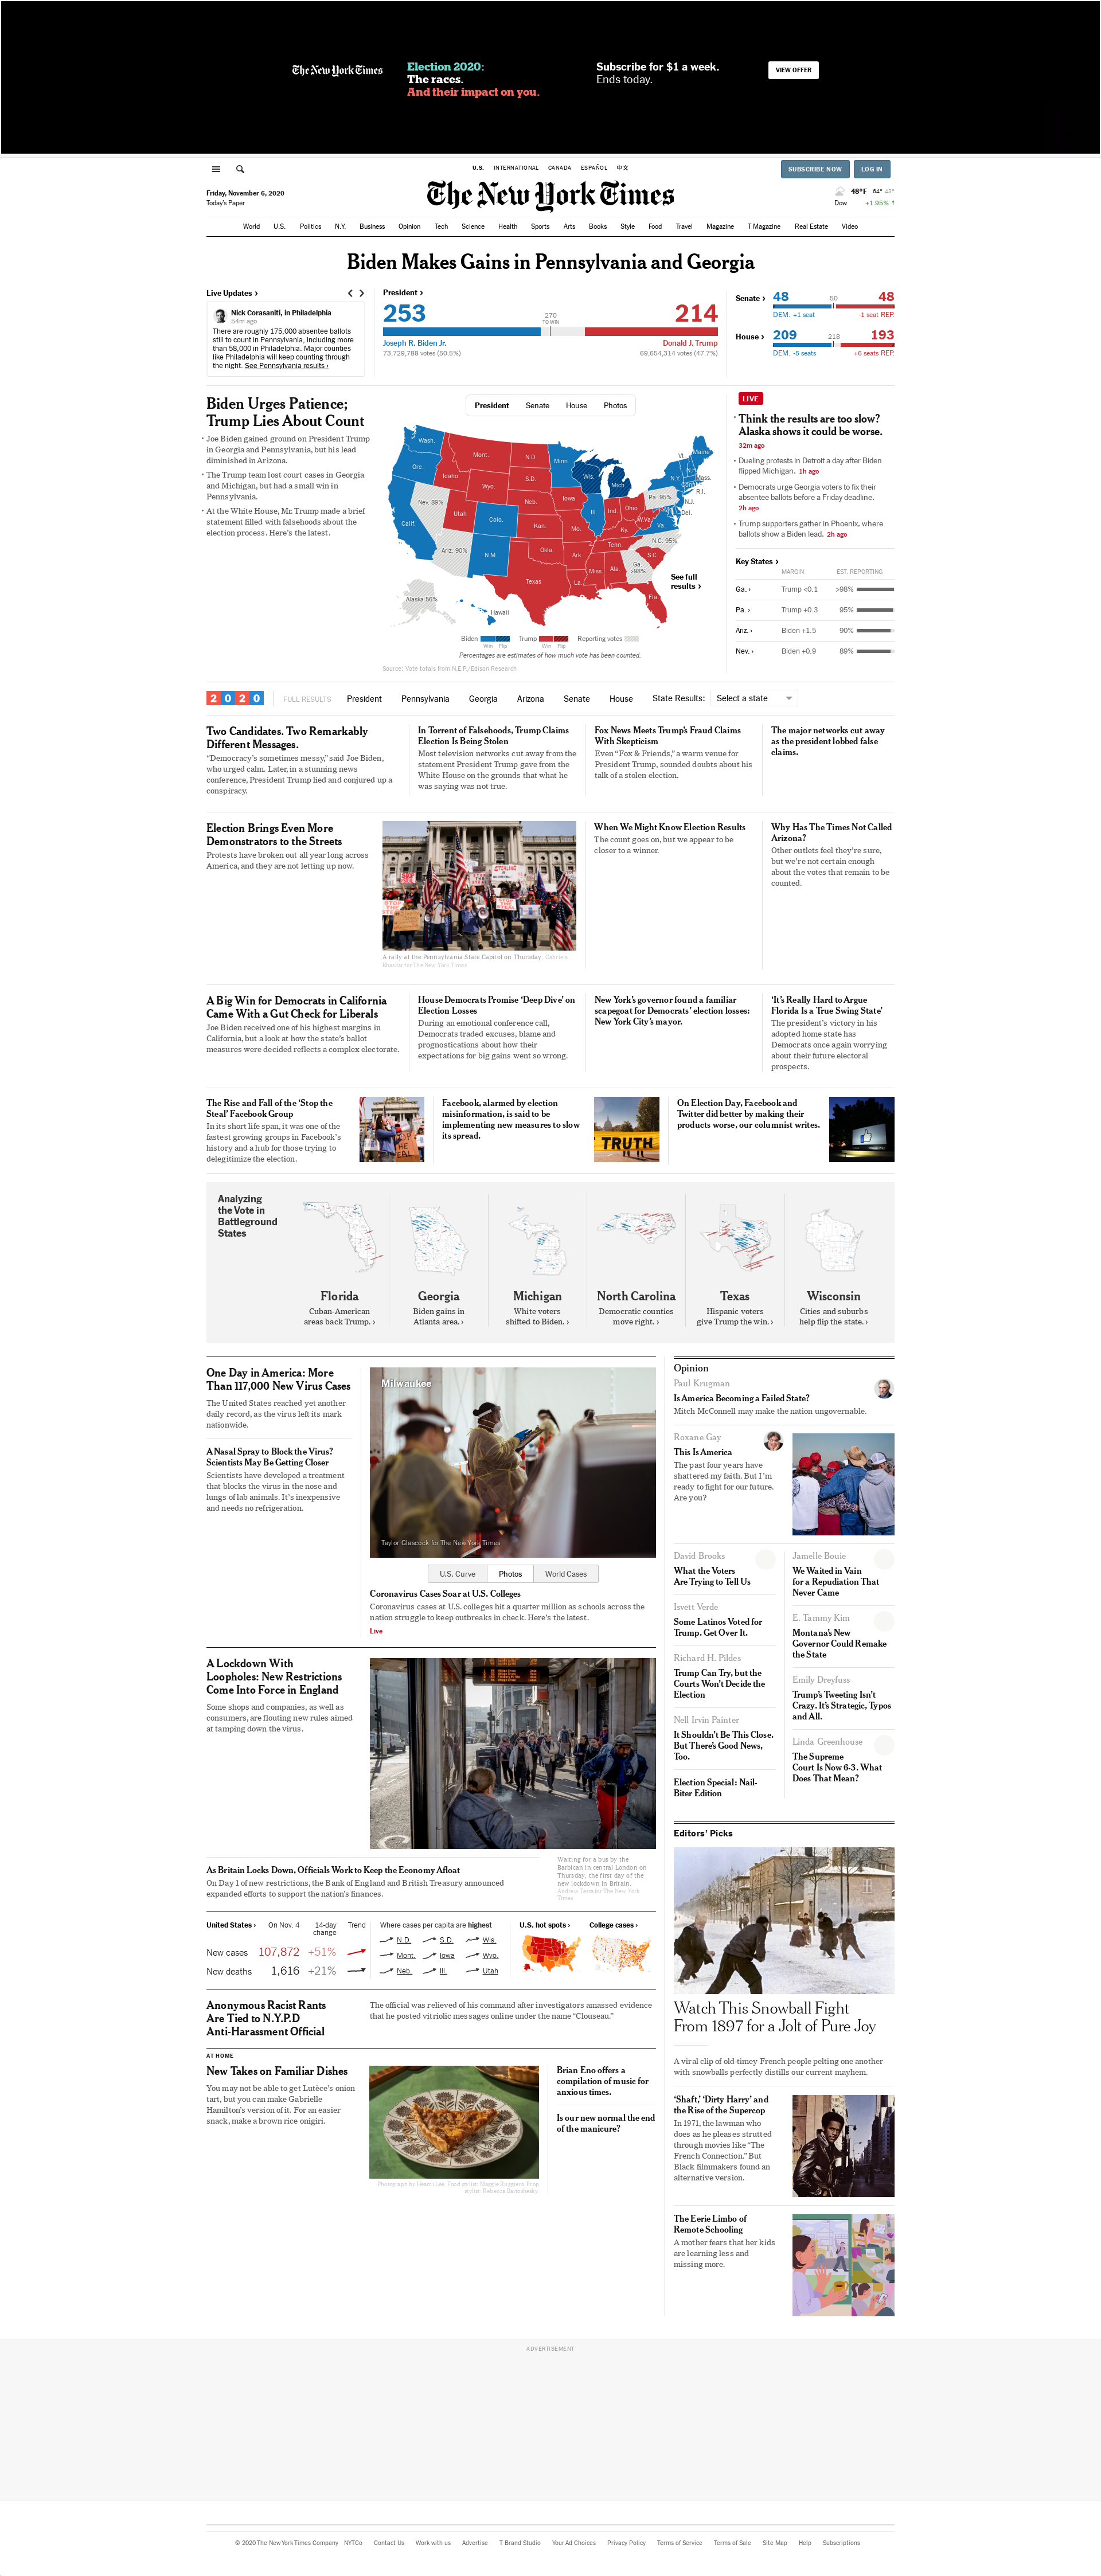 The New York Times
Election 2020:
The races.
And their impact on you.
Subscribe for $1 a week.
Ends today.
VIEW OFFER
U.S. INTERNATIONAL CANADA ESPAÑOL 中文
SUBSCRIBE NOW LOG IN
Friday, November 6, 2020
Today's Paper
The New York Times
48°F 64° 43°
Dow +1.95% ↑
World U.S. Politics N.Y. Business Opinion Tech Science Health Sports Arts Books Style Food Travel Magazine T Magazine Real Estate Video
Biden Makes Gains in Pennsylvania and Georgia
Live Updates ›
Nick Corasaniti, in Philadelphia
54m ago
There are roughly 175,000 absentee ballots
still to count in Pennsylvania, including more
than 58,000 in Philadelphia. Major counties
like Philadelphia will keep counting through
the night. See Pennsylvania results ›
President ›
253
270
TO WIN
214
Joseph R. Biden Jr.
Donald J. Trump
73,729,788 votes (50.5%)
69,654,314 votes (47.7%)
Senate › 48 50 48
DEM. +1 seat -1 seat REP.
House › 209 218 193
DEM. -5 seats +6 seats REP.
Biden Urges Patience;
Trump Lies About Count
• Joe Biden gained ground on President Trump
in Georgia and Pennsylvania, but his lead
diminished in Arizona.
• The Trump team lost court cases in Georgia
and Michigan, but had a small win in
Pennsylvania.
• At the White House, Mr. Trump made a brief
statement filled with falsehoods about the
election process. Here's the latest.
President Senate House Photos
Wash.
Ore.
Calif.
Nev. 89%
Idaho
Mont.
Wyo.
Utah
Ariz. 90%
Colo.
N.M.
N.D.
S.D.
Neb.
Kan.
Okla.
Texas
Minn.
Iowa
Mo.
Ark.
La.
Wis.
Ill.
Mich.
Ind.
Ohio
Ky.
Tenn.
Miss.
Ala.
Ga.
>98%
Fla.
S.C.
N.C. 95%
Va.
W.Va.
Pa. 95%
N.Y.
Vt.
N.H.
Maine
Mass.
Conn.
R.I.
N.J.
Del.
Alaska 56%
Hawaii
See full
results ›
Biden Win Flip Trump Win Flip Reporting votes
Percentages are estimates of how much vote has been counted.
Source: Vote totals from N.E.P./Edison Research
LIVE
• Think the results are too slow?
Alaska shows it could be worse.
32m ago
• Dueling protests in Detroit a day after Biden
flipped Michigan. 1h ago
• Democrats urge Georgia voters to fix their
absentee ballots before a Friday deadline.
2h ago
• Trump supporters gather in Phoenix, where
ballots show a Biden lead. 2h ago
Key States ›
MARGIN EST. REPORTING
Ga. › Trump <0.1 >98%
Pa. › Trump +0.3 95%
Ariz. › Biden +1.5 90%
Nev. › Biden +0.9 89%
2020 FULL RESULTS President Pennsylvania Georgia Arizona Senate House State Results: Select a state
Two Candidates. Two Remarkably
Different Messages.
“Democracy's sometimes messy,” said Joe Biden,
who urged calm. Later, in a stunning news
conference, President Trump lied and conjured up a
conspiracy.
In Torrent of Falsehoods, Trump Claims
Election Is Being Stolen
Most television networks cut away from the
statement President Trump gave from the
White House on the grounds that what he
was saying was not true.
Fox News Meets Trump's Fraud Claims
With Skepticism
Even “Fox & Friends,” a warm venue for
President Trump, sounded doubts about his
talk of a stolen election.
The major networks cut away
as the president lobbed false
claims.
Election Brings Even More
Demonstrators to the Streets
Protests have broken out all year long across
America, and they are not letting up now.
A rally at the Pennsylvania State Capitol on Thursday. Gabriela
Bhaskar for The New York Times
When We Might Know Election Results
The count goes on, but we appear to be
closer to a winner.
Why Has The Times Not Called
Arizona?
Other outlets feel they're sure,
but we're not certain enough
about the votes that remain to be
counted.
A Big Win for Democrats in California
Came With a Gut Check for Liberals
Joe Biden received one of his highest margins in
California, but a look at how the state's ballot
measures were decided reflects a complex electorate.
House Democrats Promise ‘Deep Dive’ on
Election Losses
During an emotional conference call,
Democrats traded excuses, blame and
prognostications about how their
expectations for big gains went so wrong.
New York's governor found a familiar
scapegoat for Democrats' election losses:
New York City's mayor.
‘It's Really Hard to Argue
Florida Is a True Swing State’
The president's victory in his
adopted home state has
Democrats once again worrying
about their future electoral
prospects.
The Rise and Fall of the ‘Stop the
Steal’ Facebook Group
In its short life span, it was one of the
fastest growing groups in Facebook's
history and a hub for those trying to
delegitimize the election.
Facebook, alarmed by election
misinformation, is said to be
implementing new measures to slow
its spread.
TRUTH
On Election Day, Facebook and
Twitter did better by making their
products worse, our columnist writes.
Analyzing
the Vote in
Battleground
States
Florida
Cuban-American
areas back Trump. ›
Georgia
Biden gains in
Atlanta area. ›
Michigan
White voters
shifted to Biden. ›
North Carolina
Democratic counties
move right. ›
Texas
Hispanic voters
give Trump the win. ›
Wisconsin
Cities and suburbs
help flip the state. ›
One Day in America: More
Than 117,000 New Virus Cases
The United States reached yet another
daily record, as the virus left its mark
nationwide.
A Nasal Spray to Block the Virus?
Scientists May Be Getting Closer
Scientists have developed a treatment
that blocks the virus in the nose and
lungs of lab animals. It's inexpensive
and needs no refrigeration.
Milwaukee
Taylor Glascock for The New York Times
U.S. Curve Photos World Cases
Coronavirus Cases Soar at U.S. Colleges
Coronavirus cases at U.S. colleges hit a quarter million as schools across the
nation struggle to keep outbreaks in check. Here's the latest.
Live
A Lockdown With
Loopholes: New Restrictions
Come Into Force in England
Some shops and companies, as well as
consumers, are flouting new rules aimed
at tamping down the virus.
As Britain Locks Down, Officials Work to Keep the Economy Afloat
On Day 1 of new restrictions, the Bank of England and British Treasury announced
expanded efforts to support the nation's finances.
Waiting for a bus by the
Barbican in central London on
Thursday, the first day of the
new lockdown in Britain.
Andrew Testa for The New York
Times
United States › On Nov. 4 14-day
change Trend
New cases 107,872 +51%
New deaths 1,616 +21%
Where cases per capita are highest
N.D. S.D. Wis.
Mont. Iowa Wyo.
Neb. Ill. Utah
U.S. hot spots › College cases ›
Anonymous Racist Rants
Are Tied to N.Y.P.D
Anti-Harassment Official
The official was relieved of his command after investigators amassed evidence
that he posted vitriolic messages online under the name “Clouseau.”
AT HOME
New Takes on Familiar Dishes
You may not be able to get Lutèce's onion
tart, but you can make Gabrielle
Hamilton's version of it. For an easier
snack, make a brown rice onigiri.
Photograph by Heami Lee. Food stylist: Maggie Ruggiero. Prop
stylist: Rebecca Bartoshesky.
Brian Eno offers a
compilation of music for
anxious times.
Is our new normal the end
of the manicure?
Opinion
Paul Krugman
Is America Becoming a Failed State?
Mitch McConnell may make the nation ungovernable.
Roxane Gay
This Is America
The past four years have
shattered my faith. But I'm
ready to fight for our future.
Are you?
David Brooks
What the Voters
Are Trying to Tell Us
Isvett Verde
Some Latinos Voted for
Trump. Get Over It.
Richard H. Pildes
Trump Can Try, but the
Courts Won't Decide the
Election
Nell Irvin Painter
It Shouldn't Be This Close.
But There's Good News,
Too.
Election Special: Nail-
Biter Edition
Jamelle Bouie
We Waited in Vain
for a Repudiation That
Never Came
E. Tammy Kim
Montana's New
Governor Could Remake
the State
Emily Dreyfuss
Trump's Tweeting Isn't
Crazy. It's Strategic, Typos
and All.
Linda Greenhouse
The Supreme
Court Is Now 6-3. What
Does That Mean?
Editors' Picks
Watch This Snowball Fight
From 1897 for a Jolt of Pure Joy
A viral clip of old-timey French people pelting one another
with snowballs perfectly distills our current mayhem.
‘Shaft,’ ‘Dirty Harry’ and
the Rise of the Supercop
In 1971, the lawman who
does as he pleases strutted
through movies like “The
French Connection.” But
Black filmmakers found an
alternative version.
The Eerie Limbo of
Remote Schooling
A mother fears that her kids
are learning less and
missing more.
ADVERTISEMENT
© 2020 The New York Times Company NYTCo Contact Us Work with us Advertise T Brand Studio Your Ad Choices Privacy Policy Terms of Service Terms of Sale Site Map Help Subscriptions